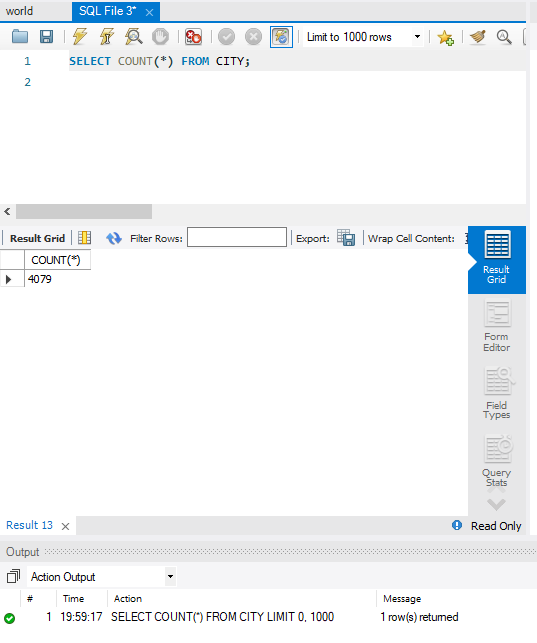 world SQL File 3* ×
Limit to 1000 rows
1 SELECT COUNT(*) FROM CITY;
2
Result Grid Filter Rows: Export: Wrap Cell Content:
COUNT(*)
4079
Result
Grid
Form
Editor
Field
Types
Query
Stats
Result 13 × Read Only
Output
Action Output
# Time Action Message
1 19:59:17 SELECT COUNT(*) FROM CITY LIMIT 0, 1000 1 row(s) returned